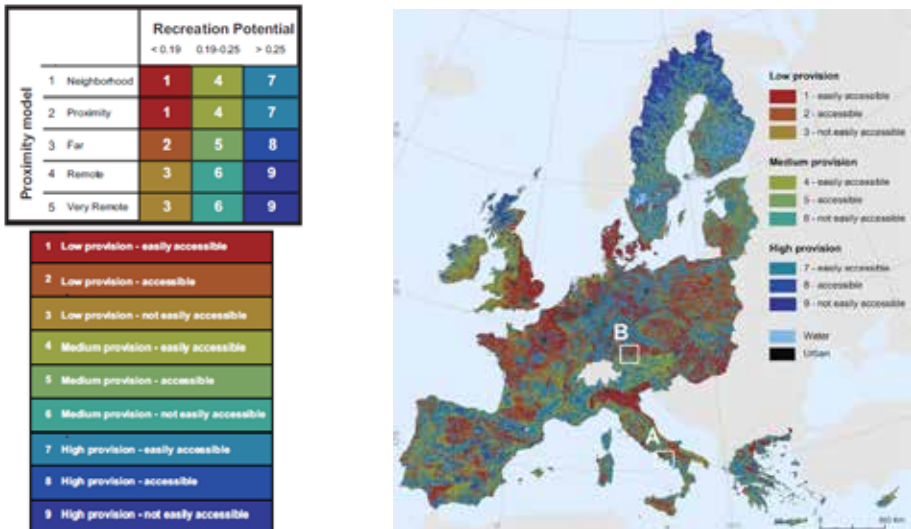 Recreation Potential
< 0.19 0.19-0.25 > 0.25
Proximity model
1 Neighborhood 1 4 7
2 Proximity 1 4 7
3 Far 2 5 8
4 Remote 3 6 9
5 Very Remote 3 6 9
1 Low provision - easily accessible
2 Low provision - accessible
3 Low provision - not easily accessible
4 Medium provision - easily accessible
5 Medium provision - accessible
6 Medium provision - not easily accessible
7 High provision - easily accessible
8 High provision - accessible
9 High provision - not easily accessible
Low provision
1 - easily accessible
2 - accessible
3 - not easily accessible
Medium provision
4 - easily accessible
5 - accessible
6 - not easily accessible
High provision
7 - easily accessible
8 - accessible
9 - not easily accessible
Water
Urban
B
A